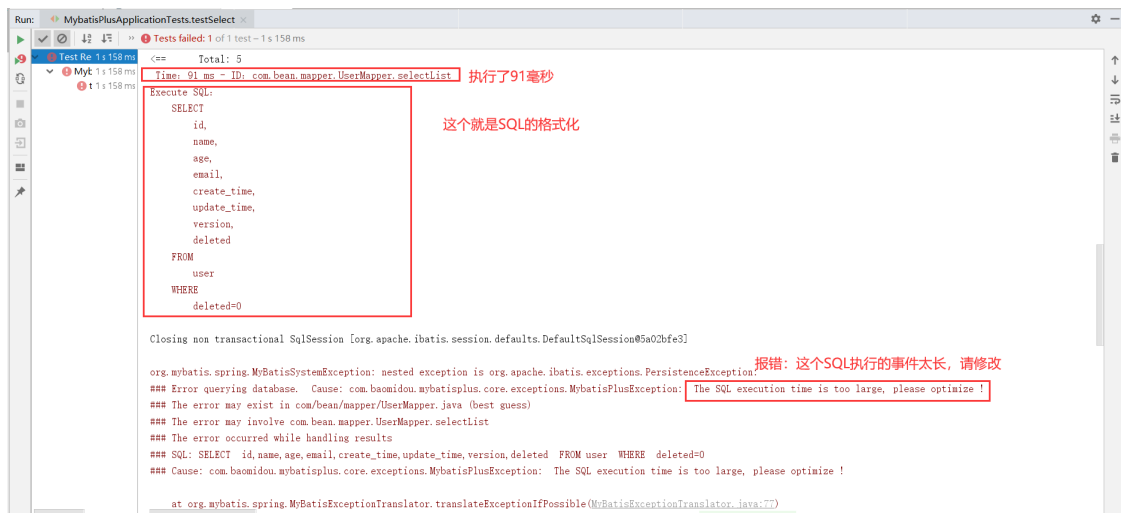 Run: MybatisPlusApplicationTests.testSelect ×
Tests failed: 1 of 1 test – 1 s 158 ms
Test Re 1 s 158 ms
<== Total: 5
Myb 1 s 158 ms
Time: 91 ms - ID: com.bean.mapper.UserMapper.selectList 执行了91毫秒
t 1 s 158 ms
Execute SQL:
SELECT
id,
这个就是SQL的格式化
name,
age,
email,
create_time,
update_time,
version,
deleted
FROM
user
WHERE
deleted=0
Closing non transactional SqlSession [org.apache.ibatis.session.defaults.DefaultSqlSession@5a02bfe3]
报错：这个SQL执行的事件太长，请修改
org.mybatis.spring.MyBatisSystemException: nested exception is org.apache.ibatis.exceptions.PersistenceException:
### Error querying database. Cause: com.baomidou.mybatisplus.core.exceptions.MybatisPlusException: The SQL execution time is too large, please optimize !
### The error may exist in com/bean/mapper/UserMapper.java (best guess)
### The error may involve com.bean.mapper.UserMapper.selectList
### The error occurred while handling results
### SQL: SELECT id,name,age,email,create_time,update_time,version,deleted FROM user WHERE deleted=0
### Cause: com.baomidou.mybatisplus.core.exceptions.MybatisPlusException: The SQL execution time is too large, please optimize !
at org.mybatis.spring.MyBatisExceptionTranslator.translateExceptionIfPossible(MyBatisExceptionTranslator.java:77)